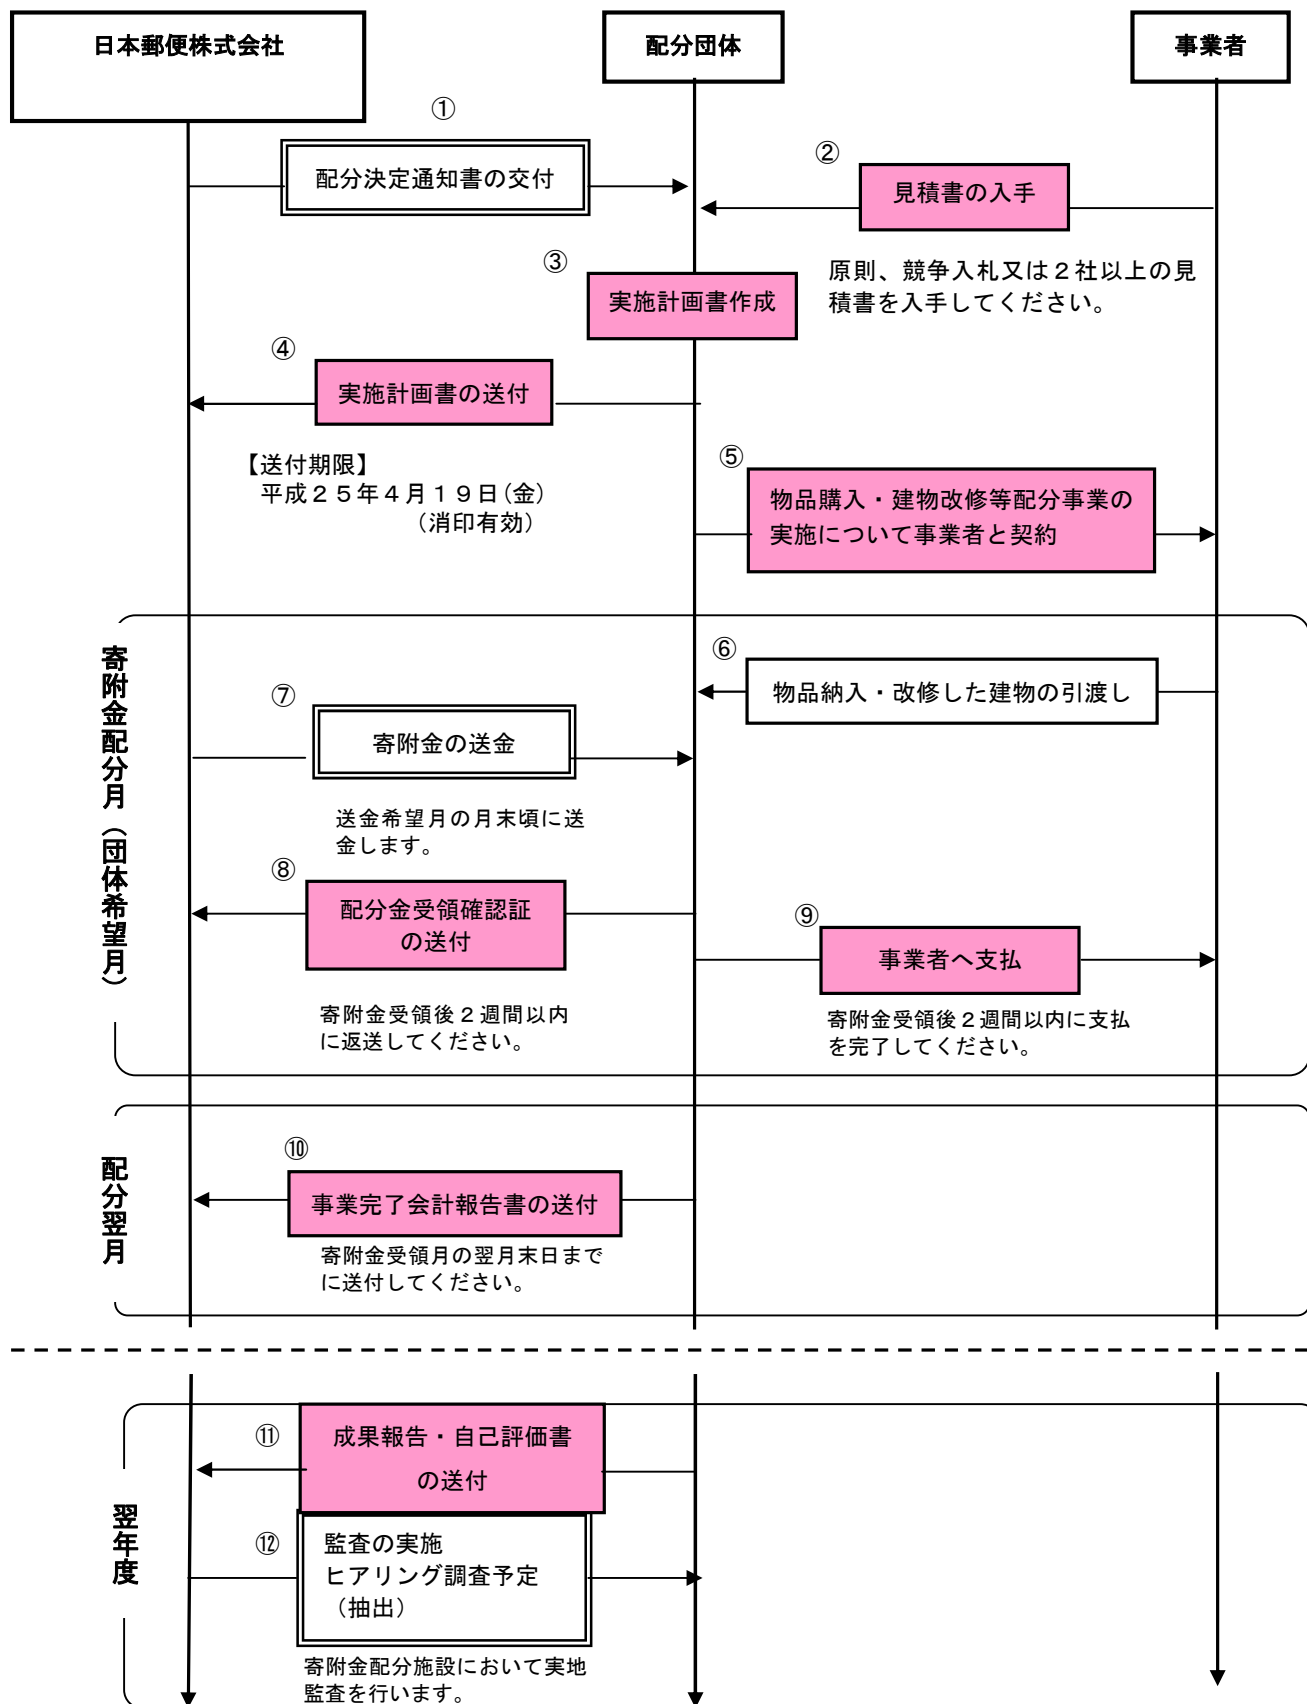 日本郵便株式会社
配分団体
事業者
①
配分決定通知書の交付
②
見積書の入手
原則、競争入札又は２社以上の見
積書を入手してください。
③
実施計画書作成
④
実施計画書の送付
【送付期限】
平成２５年４月１９日(金)
（消印有効）
⑤
物品購入・建物改修等配分事業の
実施について事業者と契約
寄附金配分月（団体希望月）
⑥
物品納入・改修した建物の引渡し
⑦
寄附金の送金
送金希望月の月末頃に送
金します。
⑧
配分金受領確認証
の送付
寄附金受領後２週間以内
に返送してください。
⑨
事業者へ支払
寄附金受領後２週間以内に支払
を完了してください。
配分翌月
⑩
事業完了会計報告書の送付
寄附金受領月の翌月末日まで
に送付してください。
翌年度
⑪
成果報告・自己評価書
の送付
⑫
監査の実施
ヒアリング調査予定
（抽出）
寄附金配分施設において実地
監査を行います。